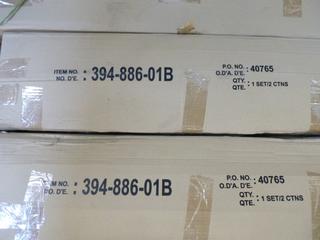 ITEM NO. #
NO. D'E. #
394-886-01B
P.O. NO. : 40765
O.D'A. D'E.
QTY. : 1 SET/2 CTNS
QTE.
ITEM NO. #
NO. D'E. #
394-886-01B
P.O. NO. : 40765
O.D'A. D'E.
QTY. : 1 SET/2 CTNS
QTE.